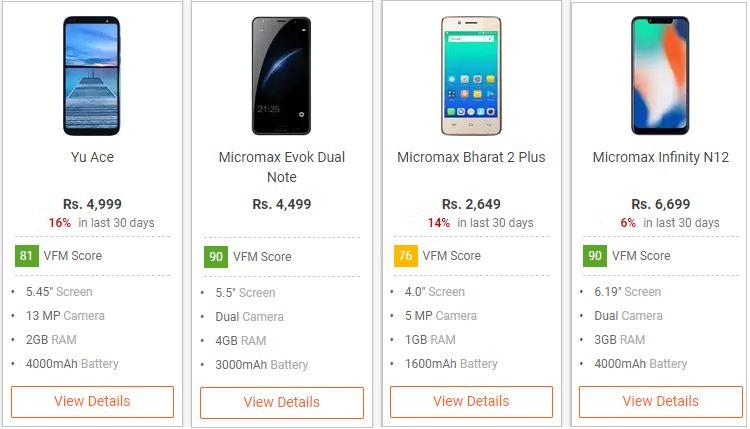 Yu Ace
Rs. 4,999
16% in last 30 days
81 VFM Score
• 5.45" Screen
• 13 MP Camera
• 2GB RAM
• 4000mAh Battery
View Details
21:25
Micromax Evok Dual
Note
Rs. 4,499
90 VFM Score
• 5.5" Screen
• Dual Camera
• 4GB RAM
• 3000mAh Battery
View Details
Micromax Bharat 2 Plus
Rs. 2,649
14% in last 30 days
76 VFM Score
• 4.0" Screen
• 5 MP Camera
• 1GB RAM
• 1600mAh Battery
View Details
Micromax Infinity N12
Rs. 6,699
6% in last 30 days
90 VFM Score
• 6.19" Screen
• Dual Camera
• 3GB RAM
• 4000mAh Battery
View Details